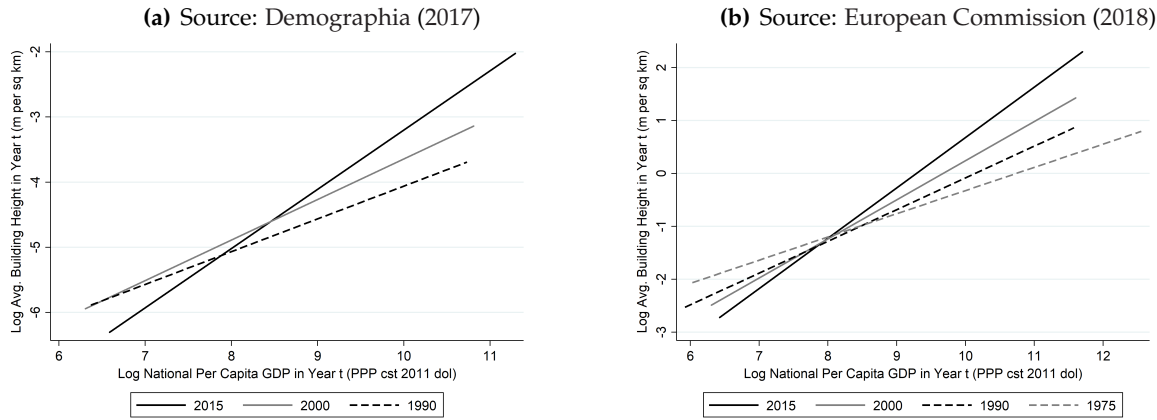 (a) Source: Demographia (2017)
Log Avg. Building Height in Year t (m per sq km)
-2
-3
-4
-5
-6
6 7 8 9 10 11
Log National Per Capita GDP in Year t (PPP cst 2011 dol)
2015 2000 1990
(b) Source: European Commission (2018)
Log Avg. Building Height in Year t (m per sq km)
2
1
0
-1
-2
-3
6 7 8 9 10 11 12
Log National Per Capita GDP in Year t (PPP cst 2011 dol)
2015 2000 1990 1975